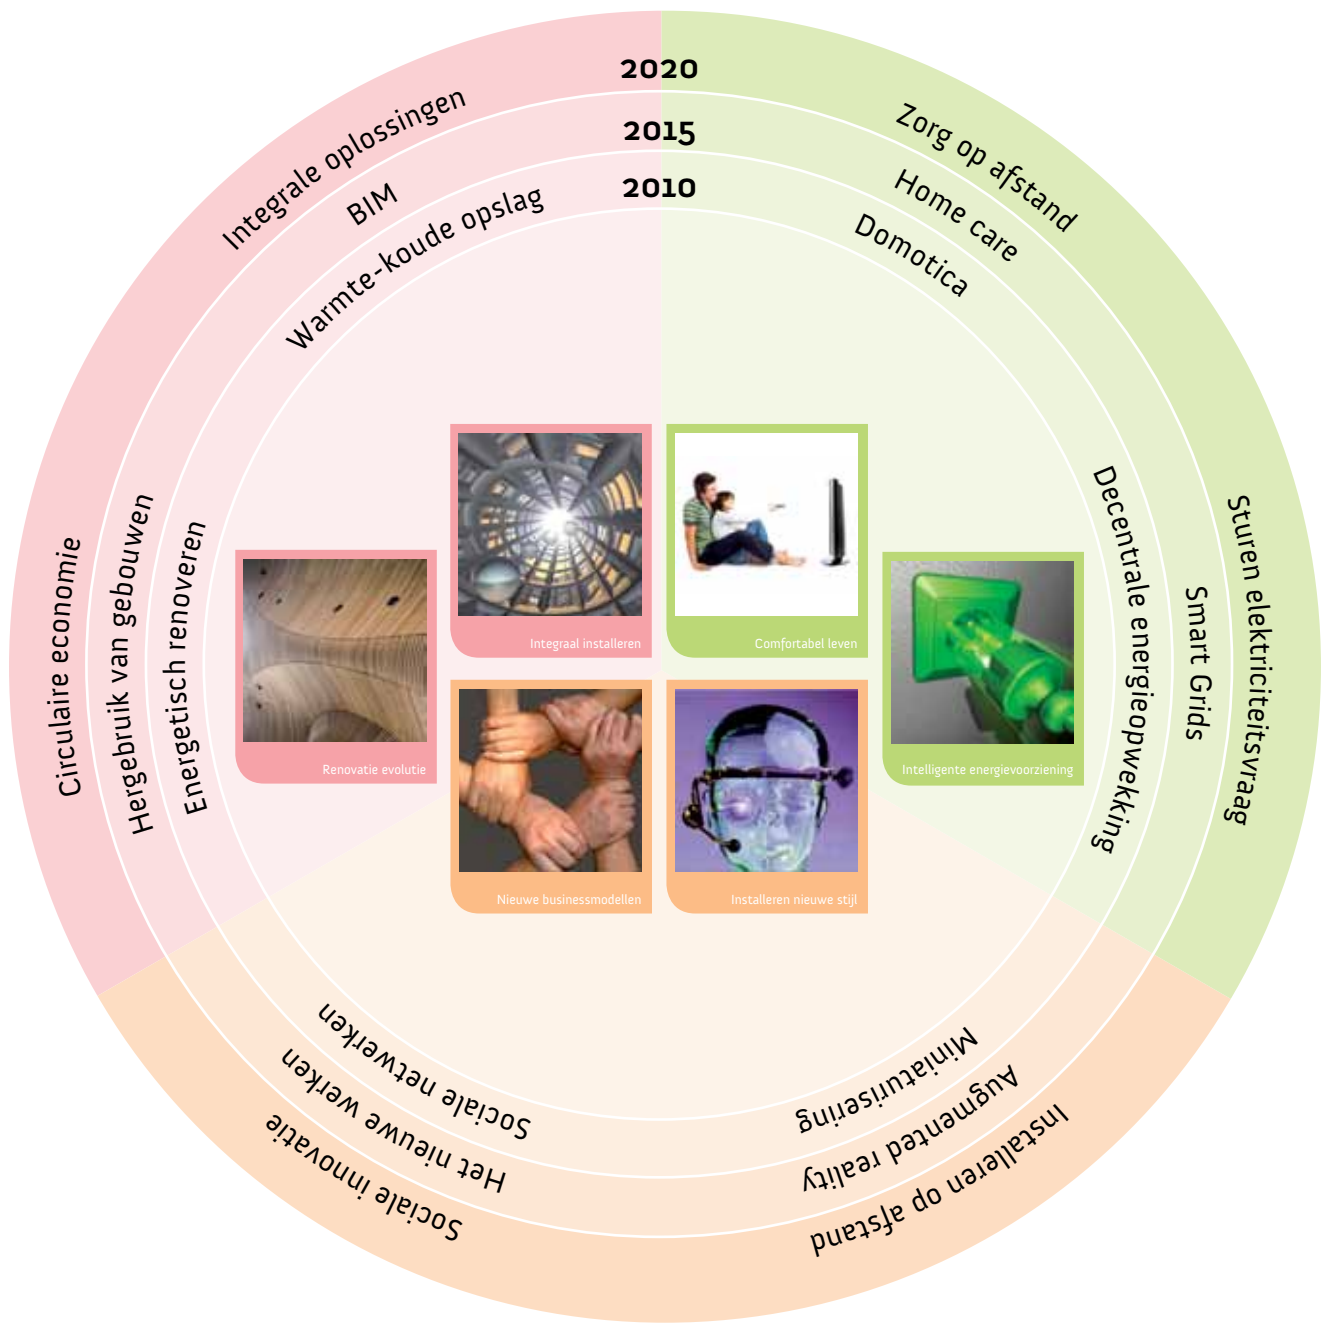 2020
2015
2010
Integrale oplossingen
BIM
Warmte-koude opslag
Zorg op afstand
Home care
Domotica
Sturen elektriciteitsvraag
Smart Grids
Decentrale energieopwekking
Circulaire economie
Hergebruik van gebouwen
Energetisch renoveren
Integraal installeren
Comfortabel leven
Renovatie evolutie
Intelligente energievoorziening
Nieuwe businessmodellen
Installeren nieuwe stijl
Sociale netwerken
Het nieuwe werken
Sociale innovatie
Miniaturisering
Augmented reality
Installeren op afstand